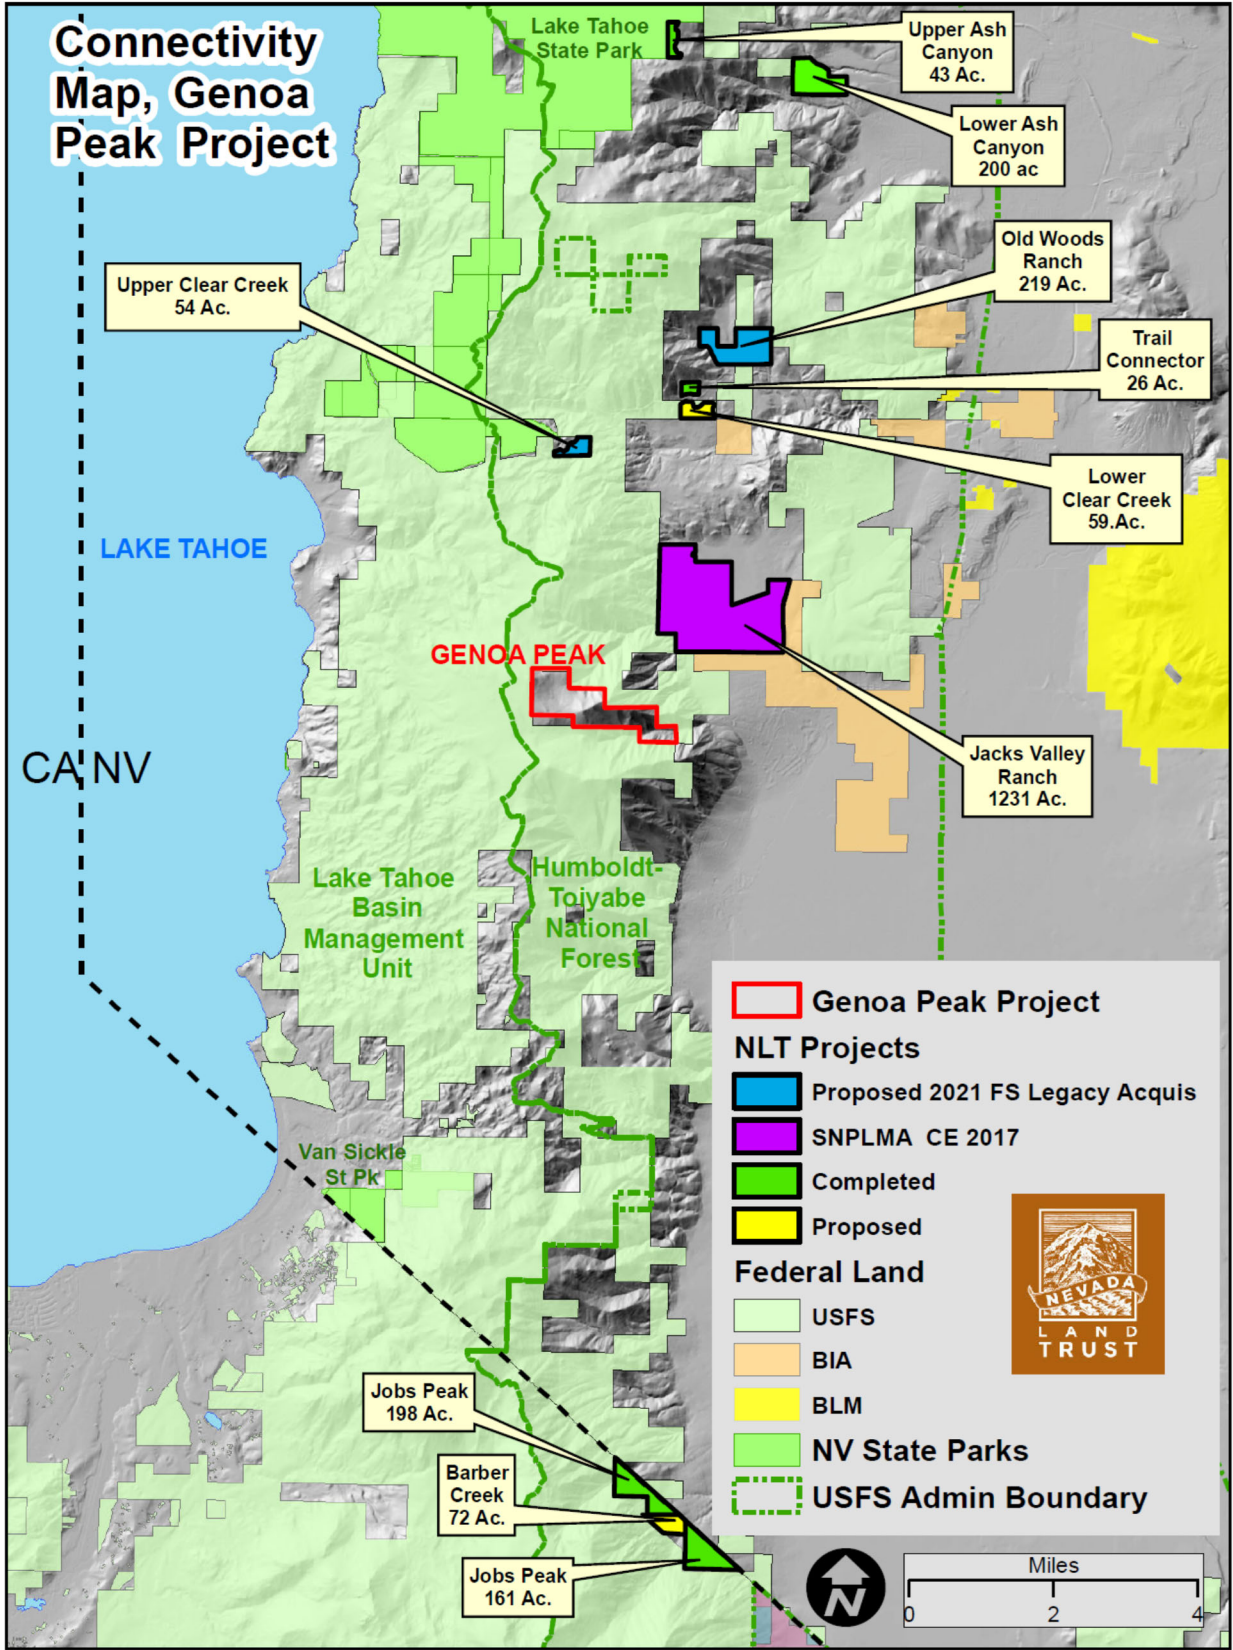 Connectivity
Map, Genoa
Peak Project
Lake Tahoe
State Park
Upper Ash
Canyon
43 Ac.
Lower Ash
Canyon
200 ac
Old Woods
Ranch
219 Ac.
Upper Clear Creek
54 Ac.
Trail
Connector
26 Ac.
Lower
Clear Creek
59.Ac.
LAKE TAHOE
GENOA PEAK
CA NV
Jacks Valley
Ranch
1231 Ac.
Lake Tahoe
Basin
Management
Unit
Humboldt-
Toiyabe
National
Forest
Van Sickle
St Pk
Jobs Peak
198 Ac.
Barber
Creek
72 Ac.
Jobs Peak
161 Ac.
Genoa Peak Project
NLT Projects
Proposed 2021 FS Legacy Acquis
SNPLMA CE 2017
Completed
Proposed
Federal Land
USFS
BIA
BLM
NV State Parks
USFS Admin Boundary
NEVADA
LAND
TRUST
N
Miles
0 2 4